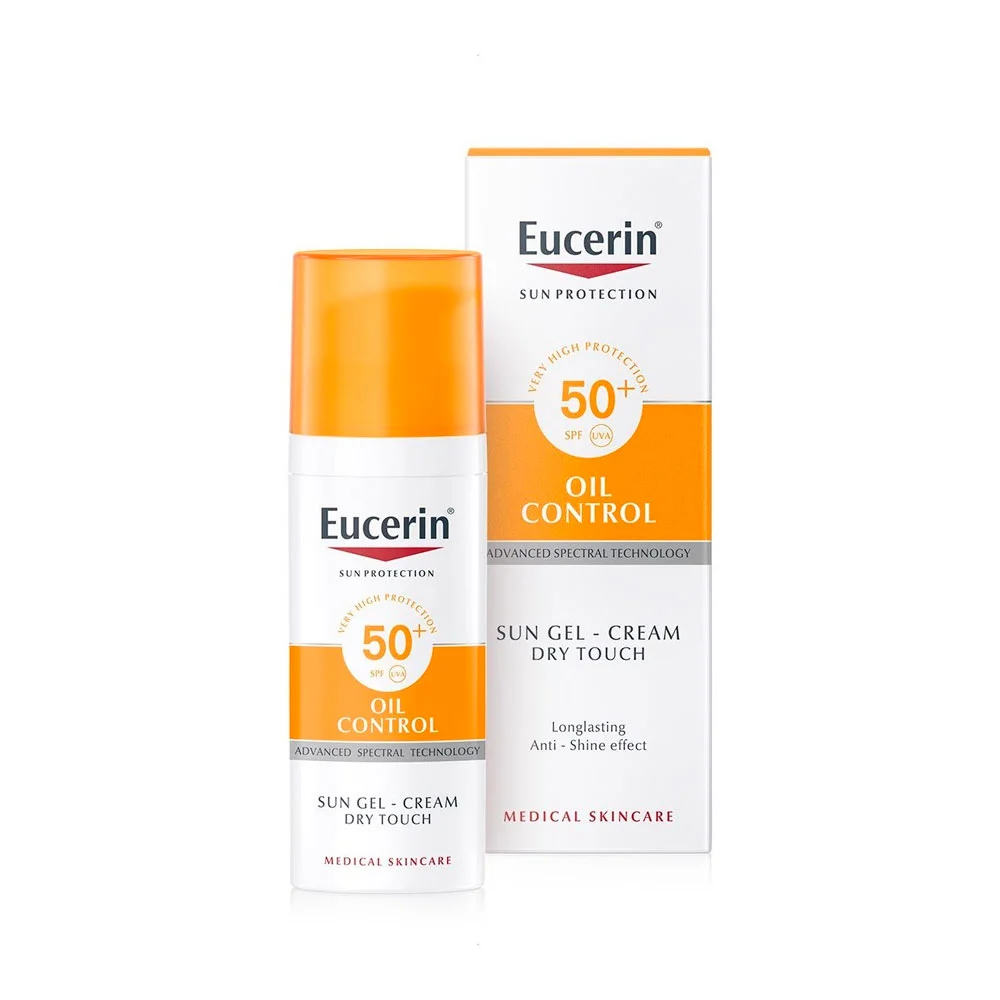 Eucerin®
SUN PROTECTION
VERY HIGH PROTECTION
50+
SPF UVA
OIL
CONTROL
ADVANCED SPECTRAL TECHNOLOGY
SUN GEL - CREAM
DRY TOUCH
MEDICAL SKINCARE
Eucerin®
SUN PROTECTION
VERY HIGH PROTECTION
50+
SPF UVA
OIL
CONTROL
ADVANCED SPECTRAL TECHNOLOGY
SUN GEL - CREAM
DRY TOUCH
Longlasting
Anti - Shine effect
MEDICAL SKINCARE